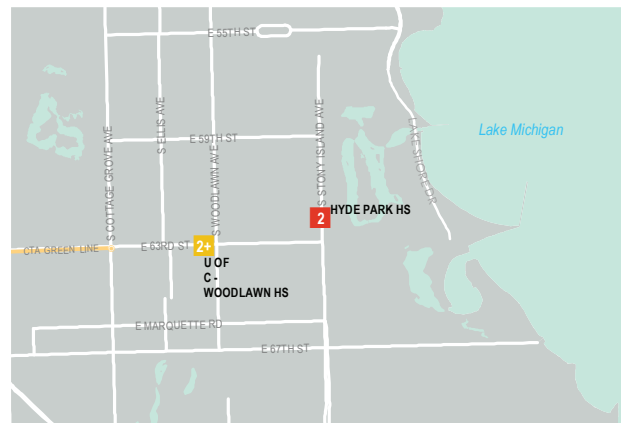 E 55TH ST
S COTTAGE GROVE AVE
S ELLIS AVE
S WOODLAWN AVE
S STONY ISLAND AVE
LAKE SHORE DR
Lake Michigan
E 59TH ST
2
HYDE PARK HS
CTA GREEN LINE
E 63RD ST
2+
U OF
C -
WOODLAWN HS
E MARQUETTE RD
E 67TH ST